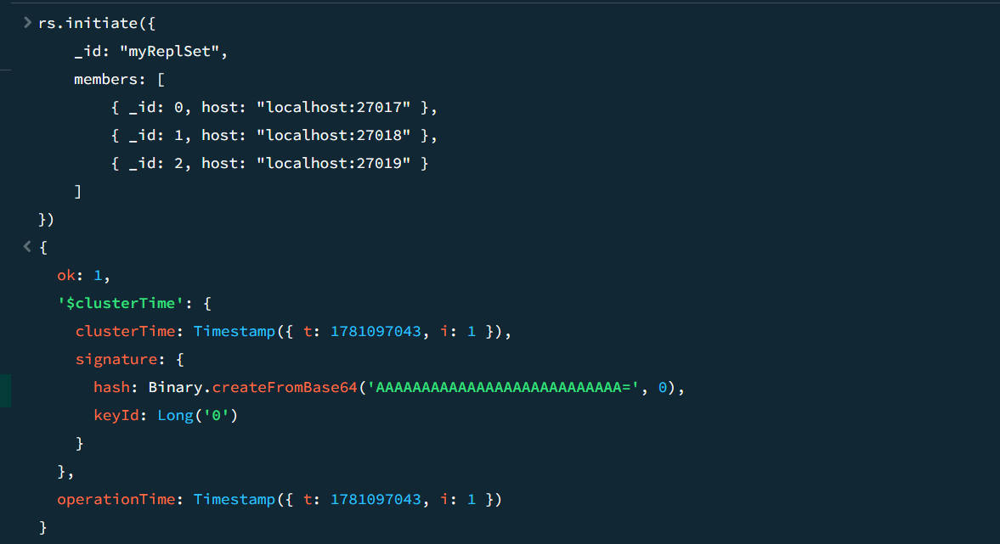 rs.initiate({
    _id: "myReplSet",
    members: [
        { _id: 0, host: "localhost:27017" },
        { _id: 1, host: "localhost:27018" },
        { _id: 2, host: "localhost:27019" }
    ]
})
{
  ok: 1,
  '$clusterTime': {
    clusterTime: Timestamp({ t: 1781097043, i: 1 }),
    signature: {
      hash: Binary.createFromBase64('AAAAAAAAAAAAAAAAAAAAAAAAAAA=', 0),
      keyId: Long('0')
    }
  },
  operationTime: Timestamp({ t: 1781097043, i: 1 })
}